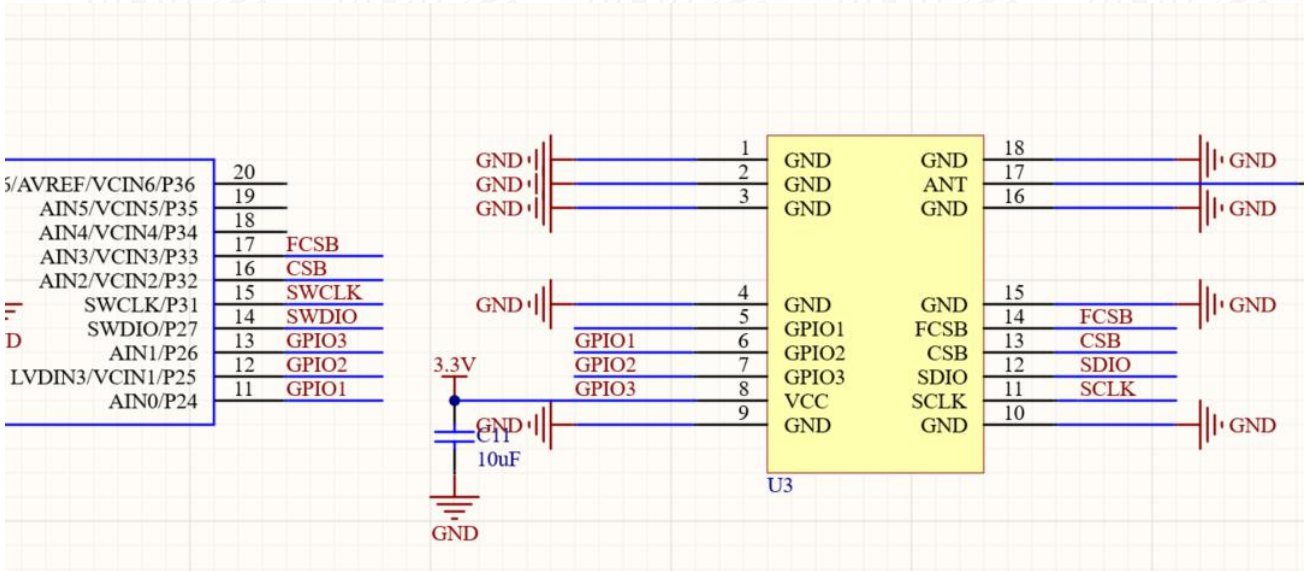 20
5/AVREF/VCIN6/P36
19
AIN5/VCIN5/P35
18
AIN4/VCIN4/P34
17 FCSB
AIN3/VCIN3/P33
16 CSB
AIN2/VCIN2/P32
15 SWCLK
SWCLK/P31
14 SWDIO
SWDIO/P27
13 GPIO3
AIN1/P26
12 GPIO2
LVDIN3/VCIN1/P25
11 GPIO1
AIN0/P24
D
3.3V
C11
10uF
GND
1 18
GND GND GND GND
2 17
GND GND ANT
3 16
GND GND GND GND
4 15
GND GND GND GND
5 14 FCSB
GPIO1 FCSB
GPIO1 6 13 CSB
GPIO2 CSB
GPIO2 7 12 SDIO
GPIO3 SDIO
GPIO3 8 11 SCLK
VCC SCLK
9 10
GND GND GND GND
U3